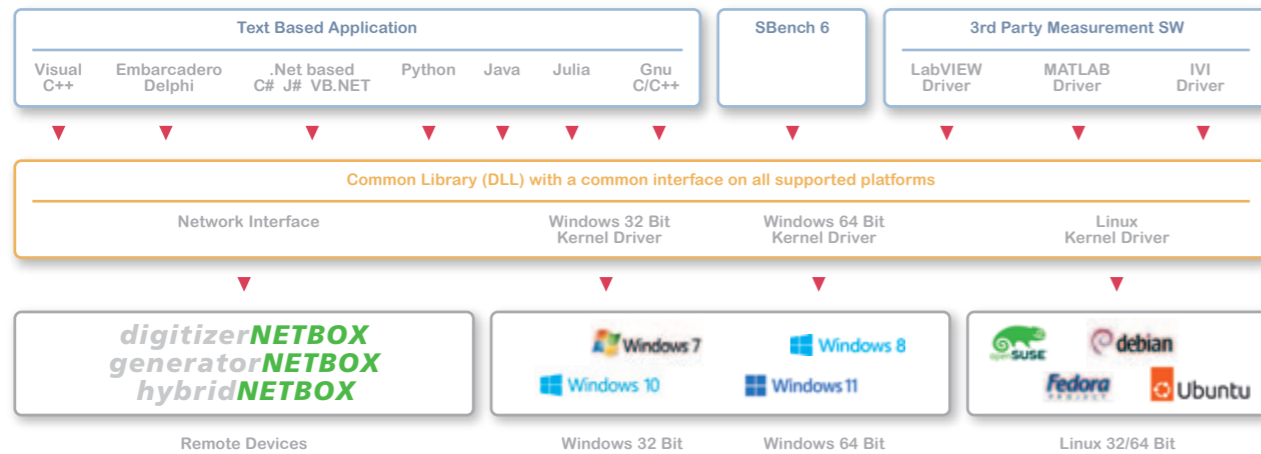 Text Based Application
Visual C++
Embarcadero Delphi
.Net based C# J# VB.NET
Python
Java
Julia
Gnu C/C++
SBench 6
3rd Party Measurement SW
LabVIEW Driver
MATLAB Driver
IVI Driver
Common Library (DLL) with a common interface on all supported platforms
Network Interface
Windows 32 Bit Kernel Driver
Windows 64 Bit Kernel Driver
Linux Kernel Driver
digitizerNETBOX
generatorNETBOX
hybridNETBOX
Windows 7
Windows 8
Windows 10
Windows 11
openSUSE
debian
Fedora
PROJECT
Ubuntu
Remote Devices
Windows 32 Bit
Windows 64 Bit
Linux 32/64 Bit